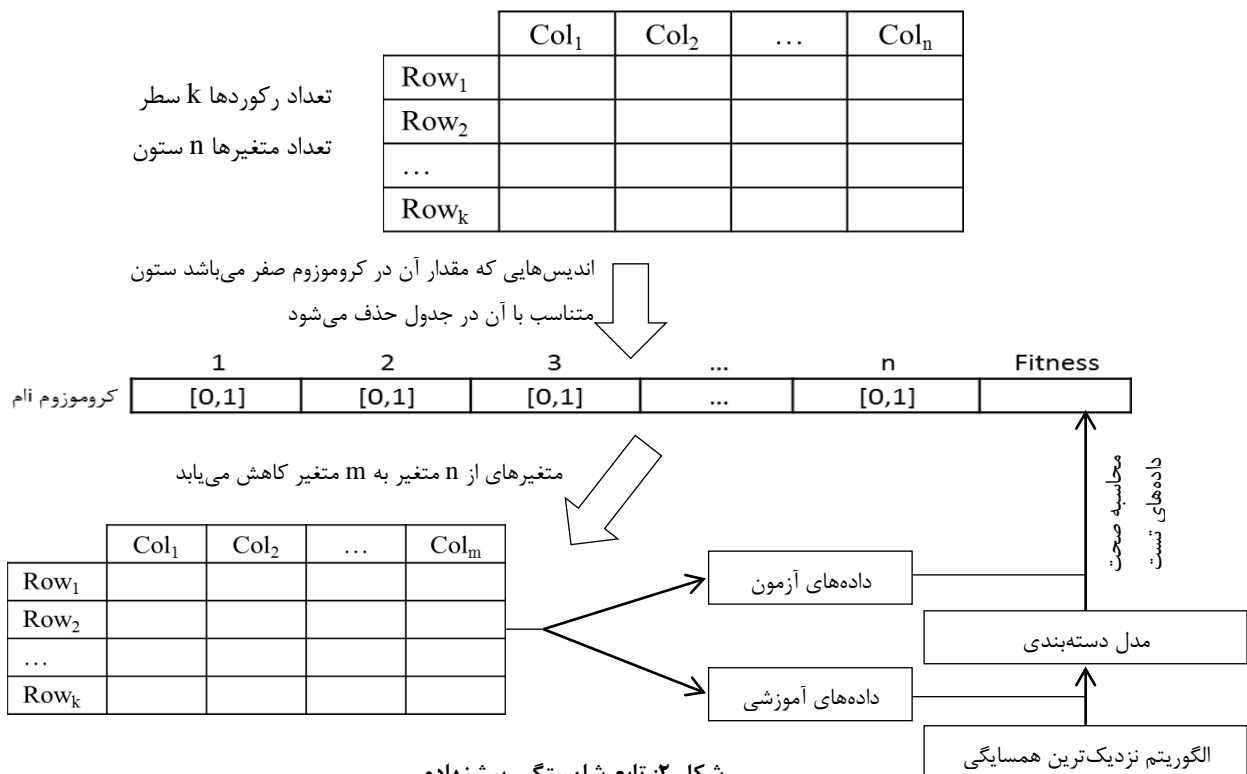 Col1 Col2 … Coln
Row1
Row2
…
Rowk
تعداد رکوردها k سطر
تعداد متغیرها n ستون
اندیس‌هایی که مقدار آن در کروموزوم صفر می‌باشد ستون
متناسب با آن در جدول حذف می‌شود
1 2 3 ... n Fitness
کروموزوم iام [0,1] [0,1] [0,1] ... [0,1]
متغیرهای از n متغیر به m متغیر کاهش می‌یابد
محاسبه صحت
داده‌های تست
Col1 Col2 … Colm
Row1
Row2
…
Rowk
داده‌های آزمون
مدل دسته‌بندی
داده‌های آموزشی
الگوریتم نزدیک‌ترین همسایگی